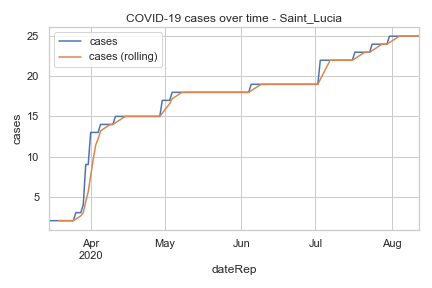 COVID-19 cases over time - Saint_Lucia
cases
cases (rolling)
25
20
15
10
5
cases
Apr
2020
May
Jun
Jul
Aug
dateRep